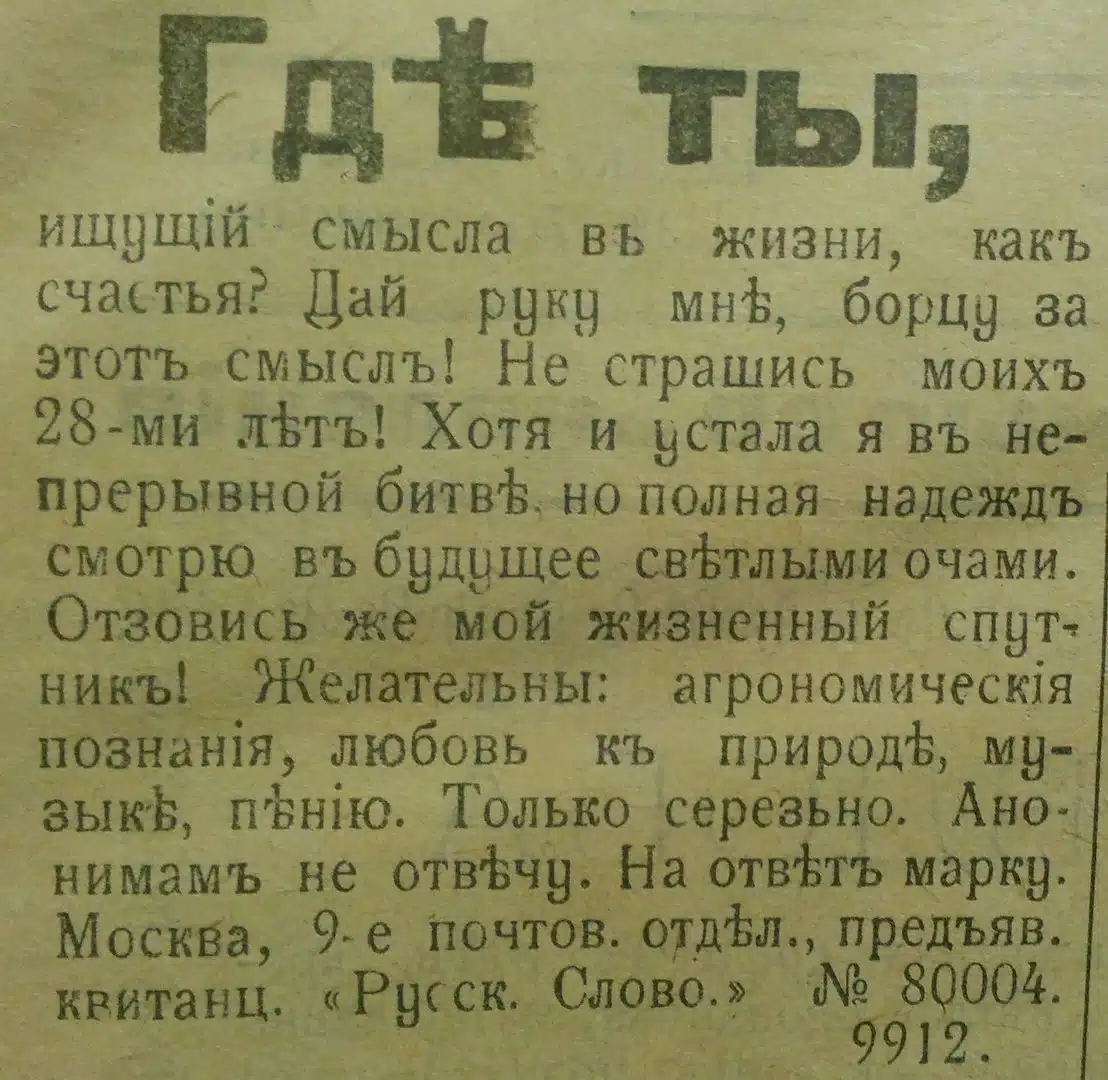 Гдѣ ты,
ищущій смысла въ жизни, какъ
счастья? Дай руку мнѣ, борцу за
этотъ смыслъ! Не страшись моихъ
28-ми лѣтъ! Хотя и устала я въ не-
прерывной битвѣ, но полная надеждъ
смотрю въ будущее свѣтлыми очами.
Отзовись же мой жизненный спут-
никъ! Желательны: агрономическія
познанія, любовь къ природѣ, му-
зыкѣ, пѣнію. Только серезьно. Ано-
нимамъ не отвѣчу. На отвѣтъ марку.
Москва, 9-е почтов. отдѣл., предъяв.
квитанц. «Русск. Слово.» № 80004.
9912.